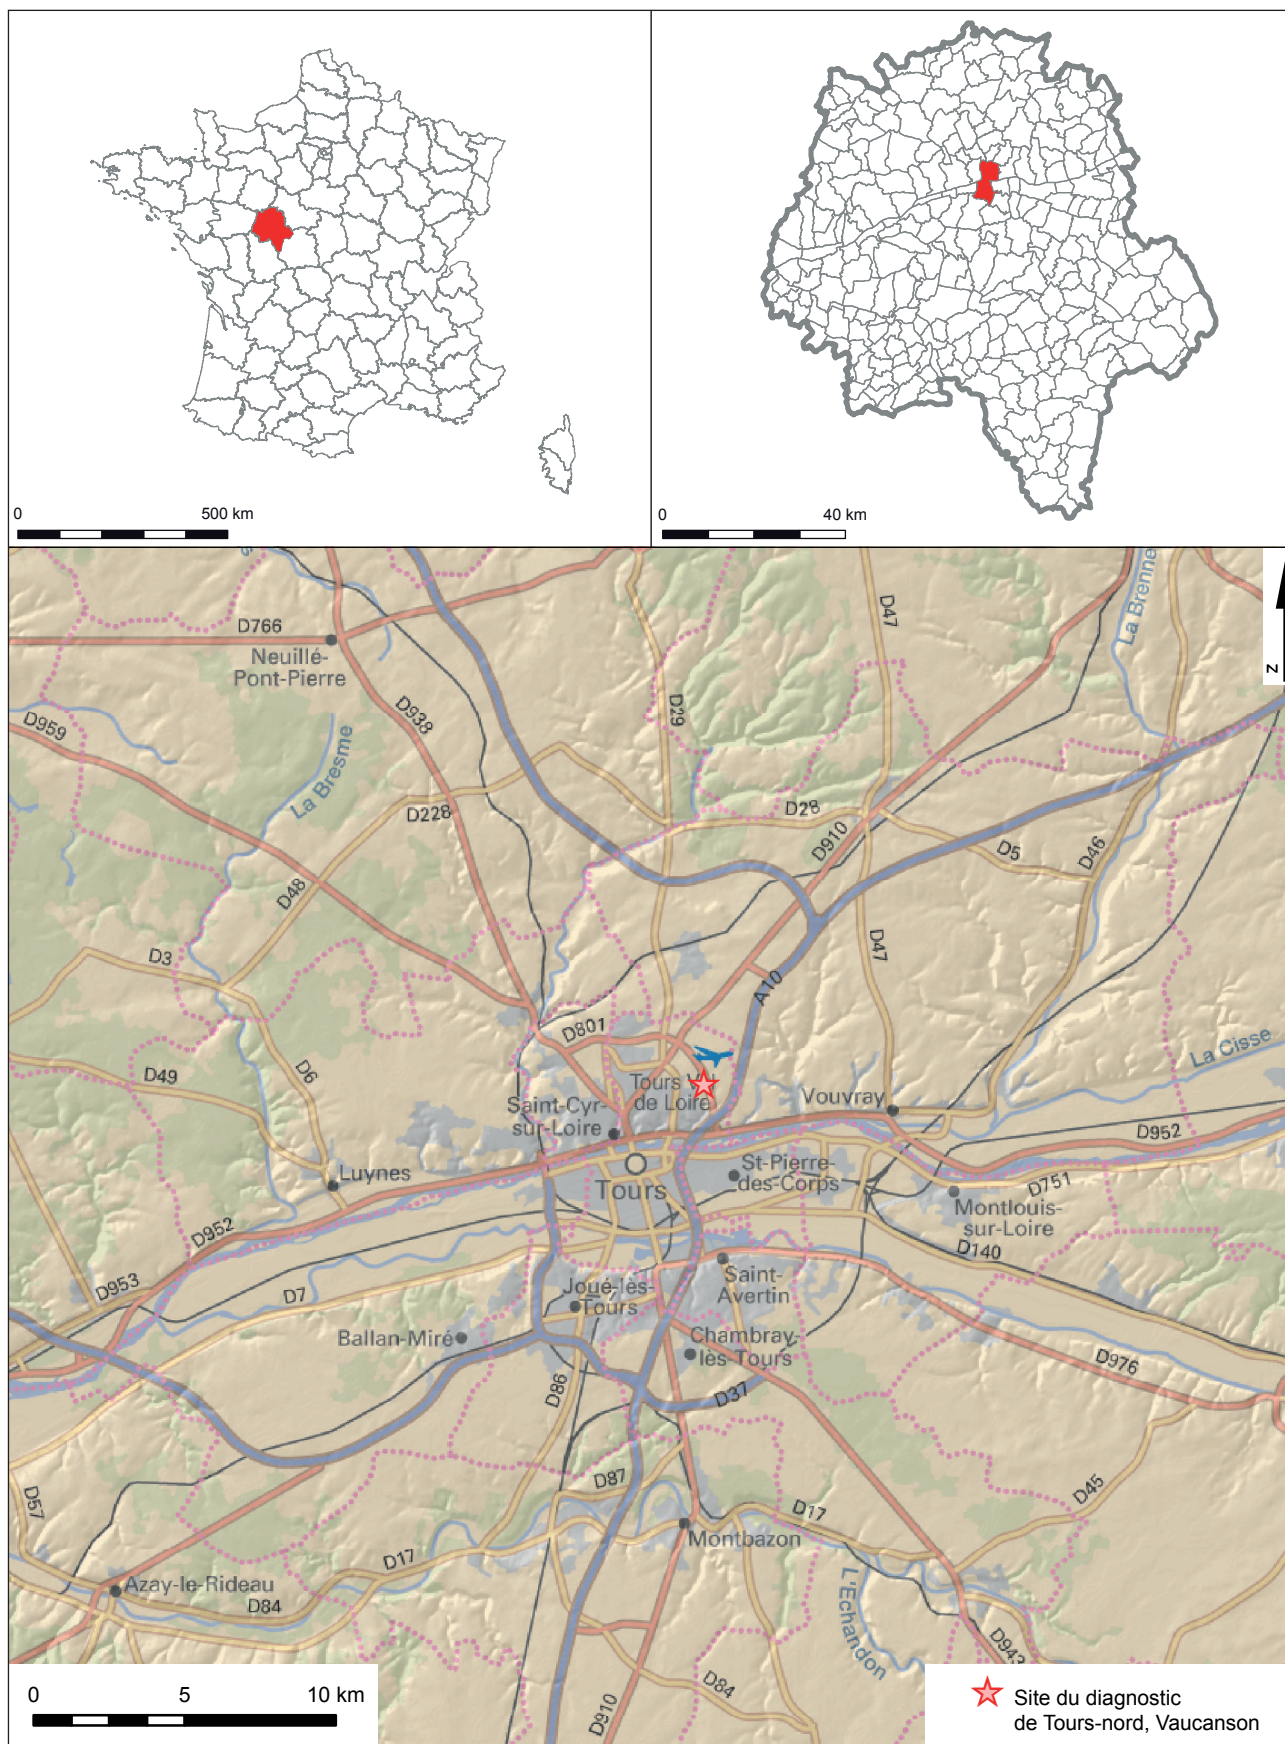 0
500 km
0
40 km
La Brenne
D47
D766
Neuillé-
Pont-Pierre
N
D29
D938
D959
La Bresme
D228
D28
D910
D5
D46
D48
D47
D3
A10
D801
La Cisse
D6
D49
Tours Val
de Loire
Vouvray
Saint-Cyr-
sur-Loire
D952
Luynes
St-Pierre-
des-Corps
Tours
D751
Montlouis-
sur-Loire
D952
D140
D953
Saint-
Avertin
D7
Joué-lès-
Tours
Ballan-Miré
Chambray-
lès-Tours
D976
D86
D37
D87
D45
D57
D17
Montbazon
D17
Azay-le-Rideau
D84
L'Echandon
D943
D84
D910
0
5
10 km
Site du diagnostic
de Tours-nord, Vaucanson